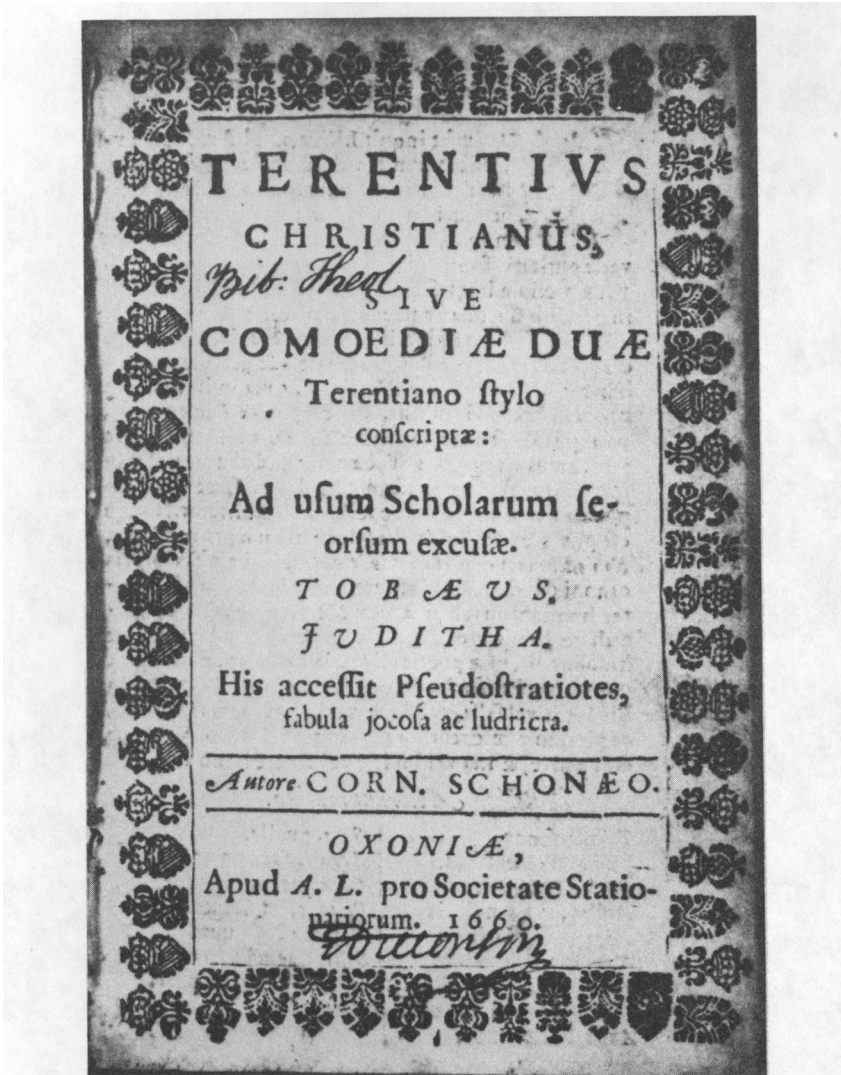 TERENTIVS
CHRISTIANUS,
Bib: Theol
SIVE
COMOEDIÆ DUÆ
Terentiano ſtylo
conſcriptæ:
Ad uſum Scholarum ſe-
orſum excuſæ.
TOBÆUS.
JUDITHA.
His acceſſit Pſeudoſtratiotes,
fabula jocoſa ac ludricra.
Autore CORN. SCHONÆO.
OXONIÆ,
Apud A. L. pro Societate Statio-
nariorum. 1660.